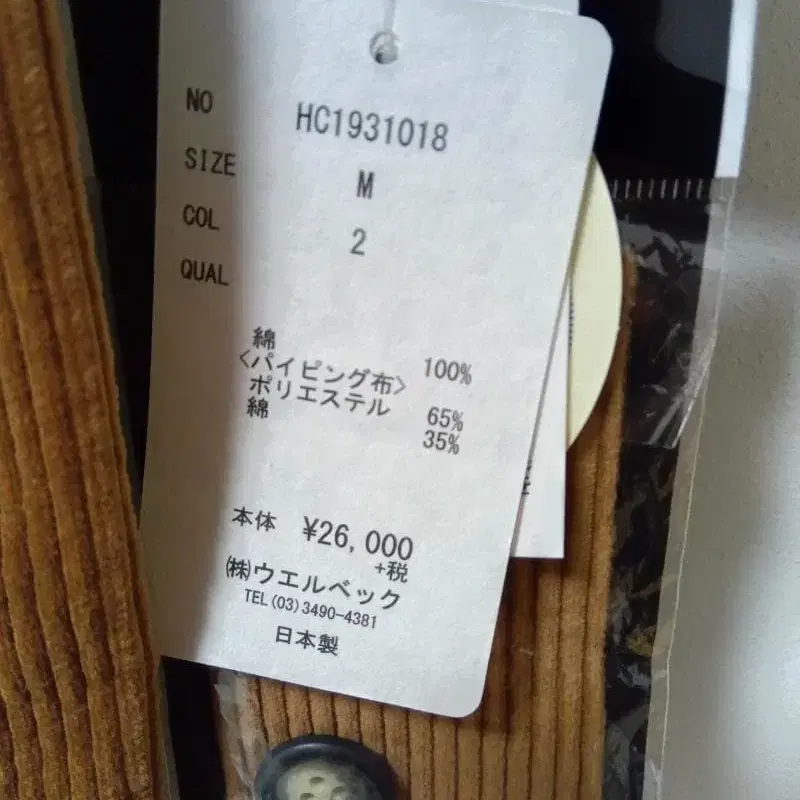 NO HC1931018
SIZE M
COL 2
QUAL
綿 100%
<パイピング布>
ポリエステル 65%
綿 35%
本体 ¥26,000
+税
㈱ウエルベック
TEL(03)3490-4381
日本製